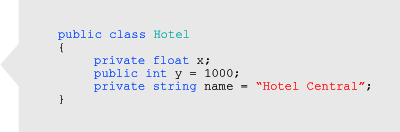 public class Hotel
{
private float x;
public int y = 1000;
private string name = “Hotel Central”;
}